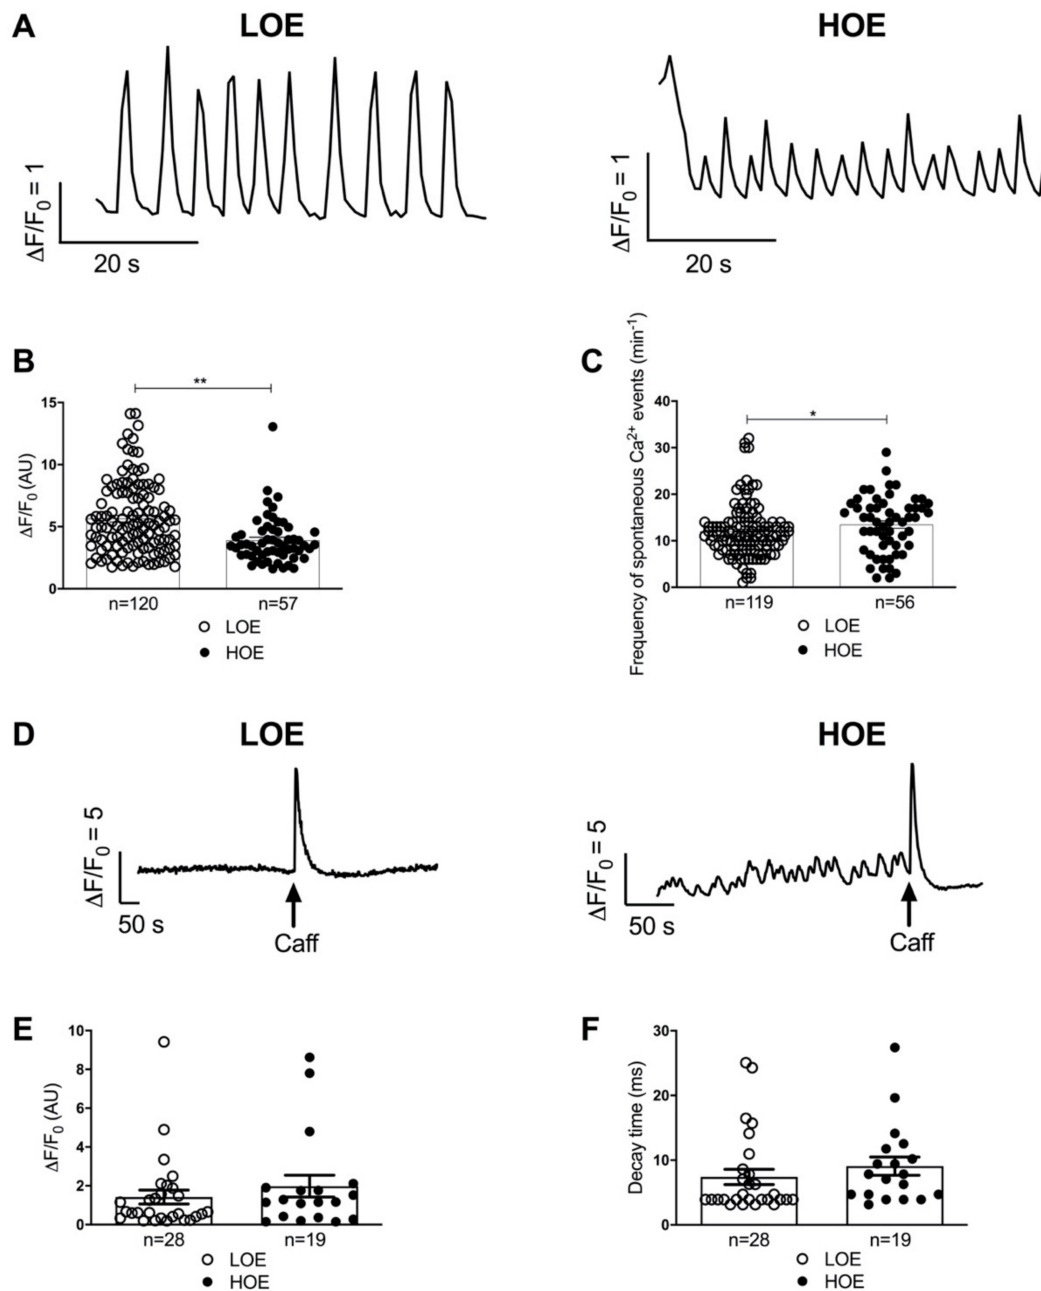 A
LOE
HOE
ΔF/F0 = 1
20 s
ΔF/F0 = 1
20 s
B
**
ΔF/F0 (AU)
15
10
5
0
n=120
n=57
LOE
HOE
C
*
Frequency of spontaneous Ca2+ events (min-1)
40
30
20
10
0
n=119
n=56
LOE
HOE
D
LOE
HOE
ΔF/F0 = 5
50 s
Caff
ΔF/F0 = 5
50 s
Caff
E
ΔF/F0 (AU)
10
8
6
4
2
0
n=28
n=19
LOE
HOE
F
Decay time (ms)
30
20
10
0
n=28
n=19
LOE
HOE